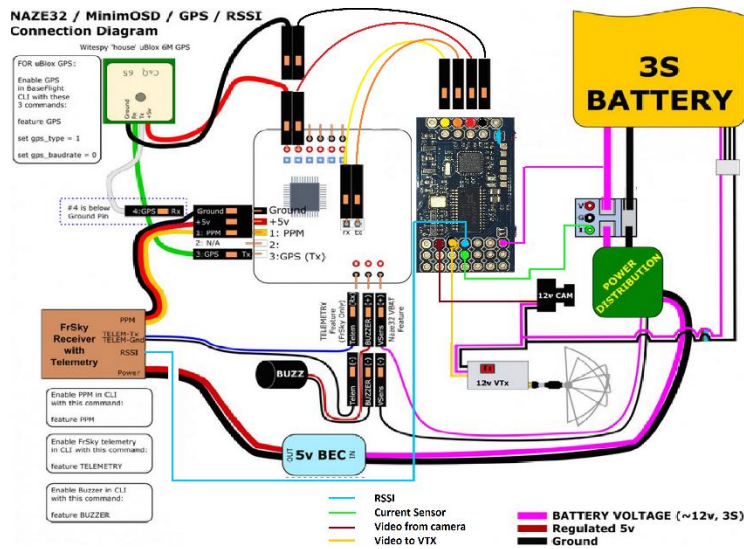 NAZE32 / MinimOSD / GPS / RSSI
Connection Diagram
Witespy 'house' uBlox 6M GPS
FOR uBlox GPS:
Enable GPS
in BaseFlight
CLI with these
3 commands:
feature GPS
set gps_type = 1
set gps_baudrate = 0
Ground
Rx
Tx
+5v
3S
BATTERY
#4 is below
Ground Pin
4:GPS Rx
Ground
+5v
1: PPM
2: N/A
3:GPS Tx
Ground
+5v
1: PPM
2:
3:GPS (Tx)
V
G
I
POWER
DISTRIBUTION
12v CAM
12v VTx
TELEMETRY
Feature
(FrSky Only)
Telem
BUZZER (+)
VSens (+)
Naze32 VBAT
Feature
Telem (-)
BUZZER (-)
VSens (-)
FrSky
Receiver
with
Telemetry
PPM
TELEM-Tx
TELEM-Gnd
RSSI
Power
BUZZ
OUT
5v BEC
IN
Enable PPM in CLI
with this command:
feature PPM
Enable FrSky telemetry
in CLI with this command:
feature TELEMETRY
Enable Buzzer in CLI
with this command:
feature BUZZER
RSSI
Current Sensor
Video from camera
Video to VTX
BATTERY VOLTAGE (~12v, 3S)
Regulated 5v
Ground